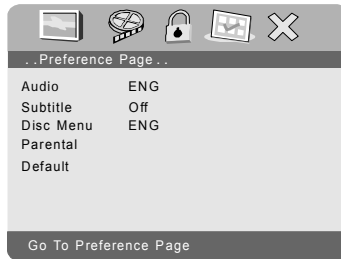 ..Preference Page..
Audio ENG
Subtitle Off
Disc Menu ENG
Parental
Default
Go To Preference Page